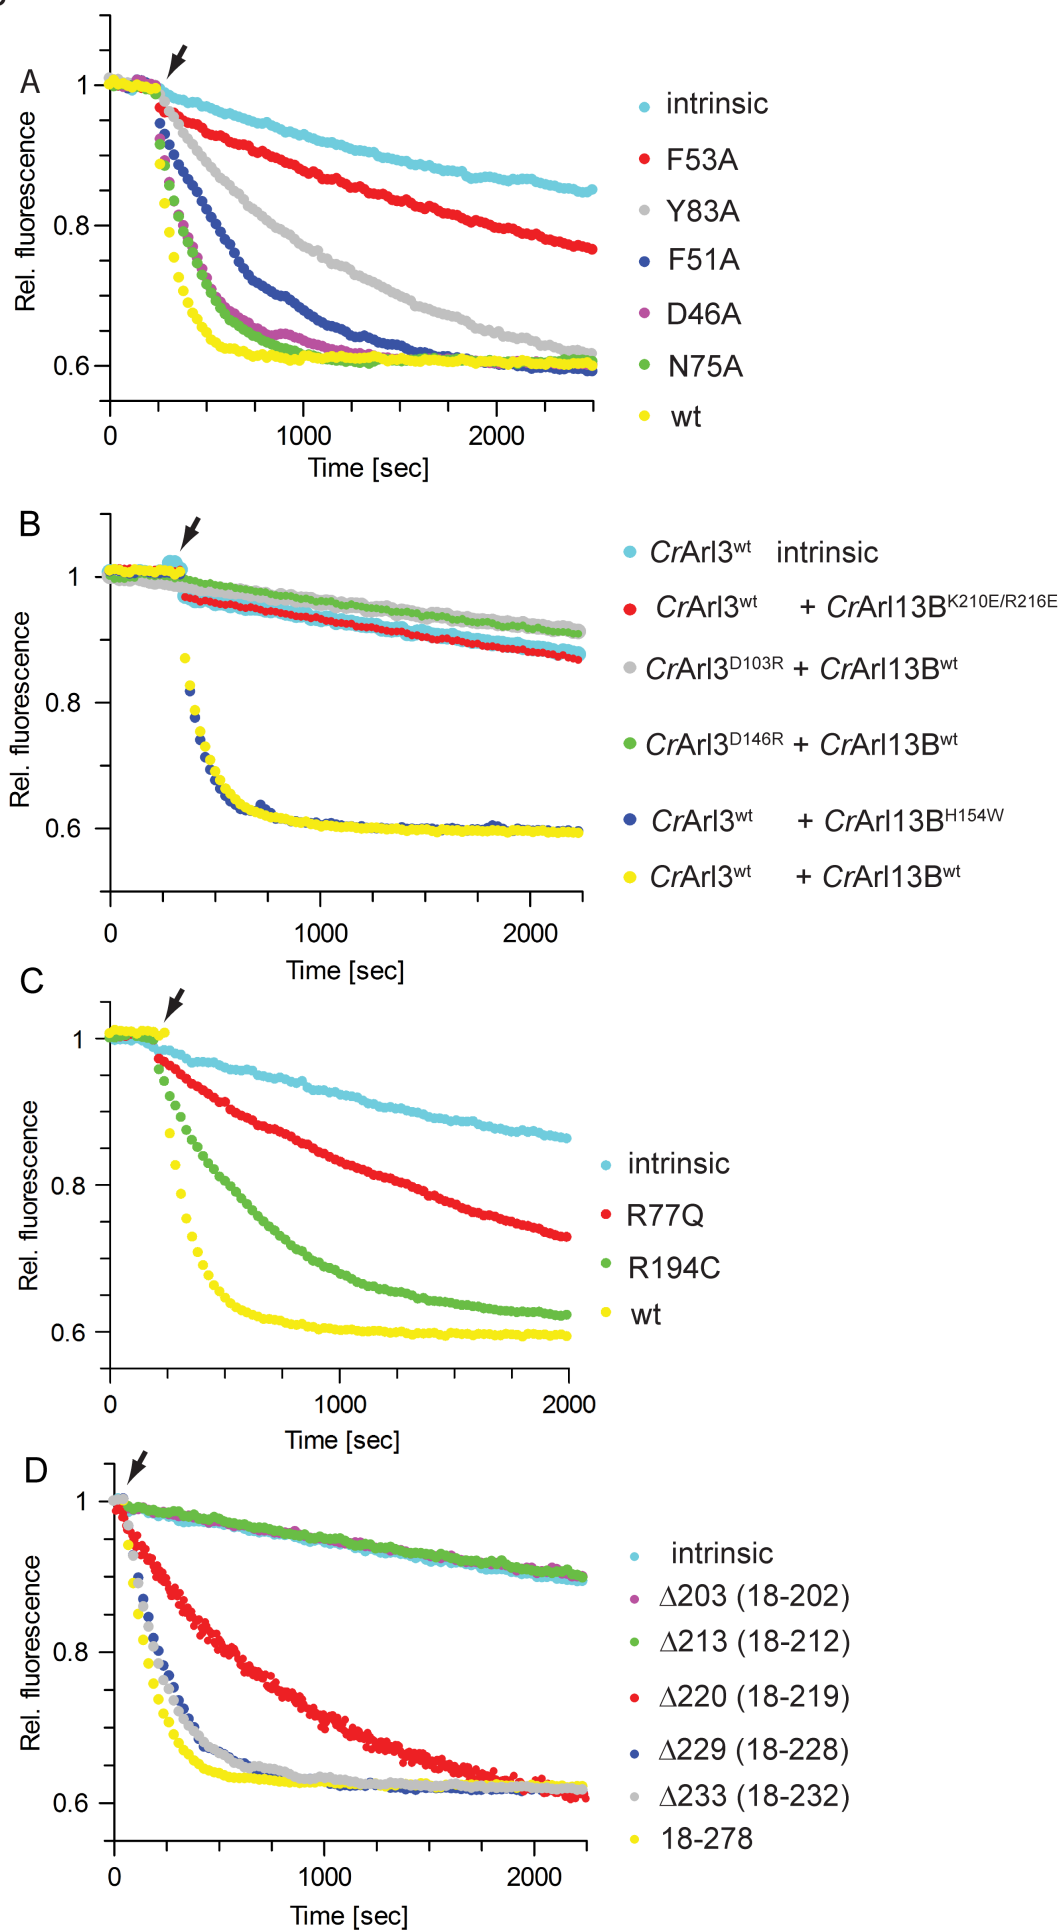 A
1
0.8
0.6
Rel. fluorescence
0
1000
2000
Time [sec]
intrinsic
F53A
Y83A
F51A
D46A
N75A
wt
B
1
0.8
0.6
Rel. fluorescence
0
1000
2000
Time [sec]
CrArl3wt intrinsic
CrArl3wt + CrArl13BK210E/R216E
CrArl3D103R + CrArl13Bwt
CrArl3D146R + CrArl13Bwt
CrArl3wt + CrArl13BH154W
CrArl3wt + CrArl13Bwt
C
1
0.8
0.6
Rel. fluorescence
0
1000
2000
Time [sec]
intrinsic
R77Q
R194C
wt
D
1
0.8
0.6
Rel. fluorescence
0
1000
2000
Time [sec]
intrinsic
Δ203 (18-202)
Δ213 (18-212)
Δ220 (18-219)
Δ229 (18-228)
Δ233 (18-232)
18-278